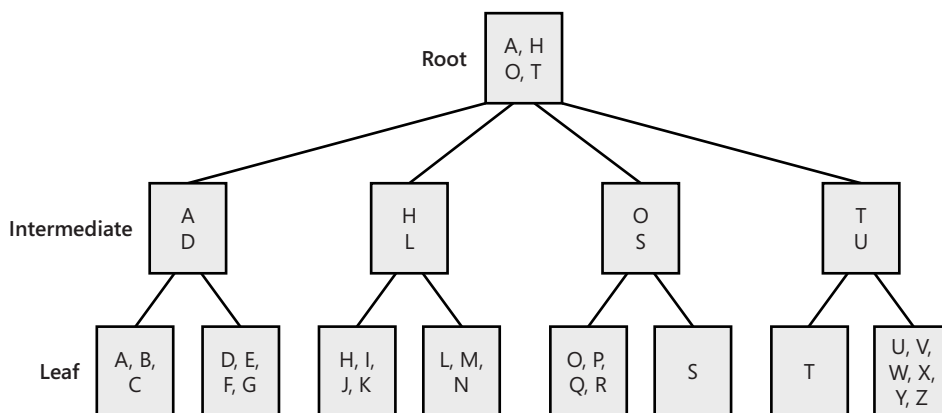 Root
A, H
O, T
Intermediate
A
D
H
L
O
S
T
U
Leaf
A, B,
C
D, E,
F, G
H, I,
J, K
L, M,
N
O, P,
Q, R
S
T
U, V,
W, X,
Y, Z